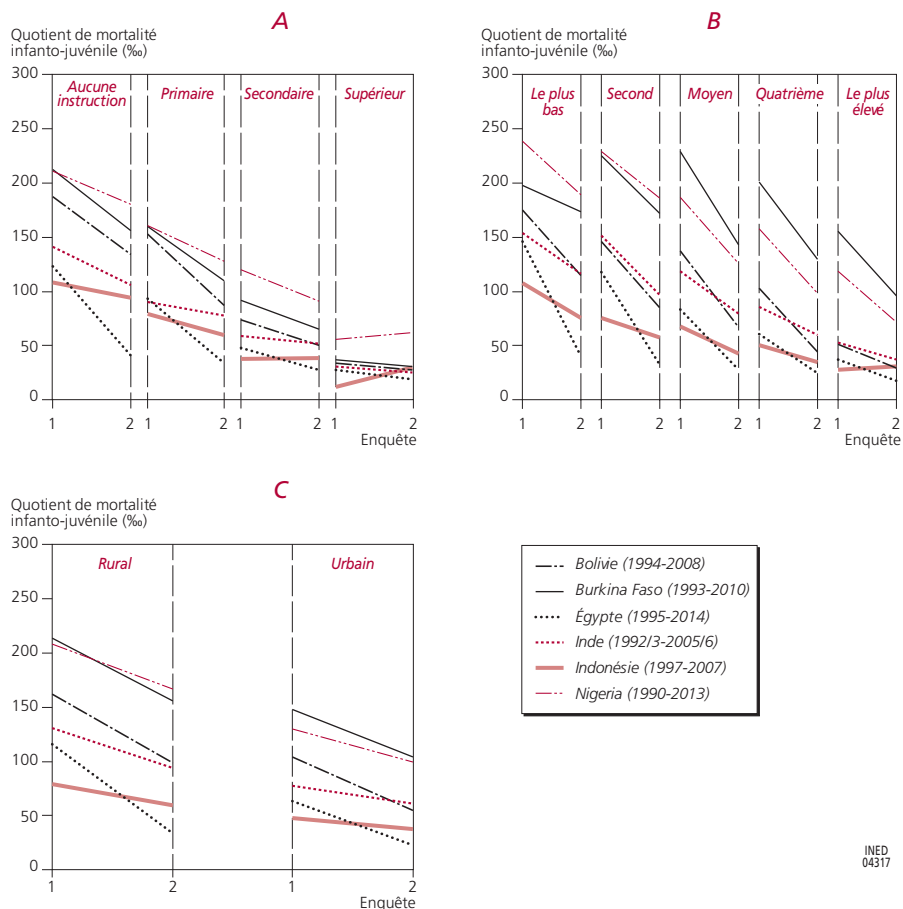 A
Quotient de mortalité
infanto-juvénile (‰)
300
250
200
150
100
50
0
Aucune
instruction
Primaire
Secondaire
Supérieur
1 2 1 2 1 2 1 2
Enquête
B
Quotient de mortalité
infanto-juvénile (‰)
300
250
200
150
100
50
0
Le plus
bas
Second
Moyen
Quatrième
Le plus
élevé
1 2 1 2 1 2 1 2 1 2
Enquête
C
Quotient de mortalité
infanto-juvénile (‰)
300
250
200
150
100
50
0
Rural
Urbain
1 2 1 2
Enquête
Bolivie (1994-2008)
Burkina Faso (1993-2010)
Égypte (1995-2014)
Inde (1992/3-2005/6)
Indonésie (1997-2007)
Nigeria (1990-2013)
INED
04317